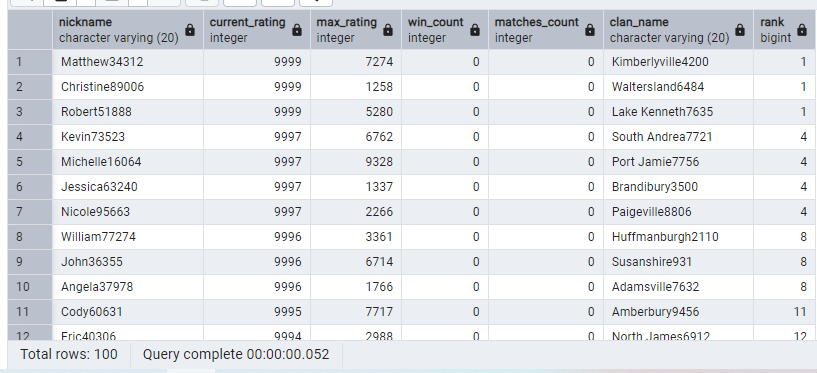 nickname current_rating max_rating win_count matches_count clan_name rank
character varying (20) integer integer integer integer character varying (20) bigint
1 Matthew34312 9999 7274 0 0 Kimberlyville4200 1
2 Christine89006 9999 1258 0 0 Waltersland6484 1
3 Robert51888 9999 5280 0 0 Lake Kenneth7635 1
4 Kevin73523 9997 6762 0 0 South Andrea7721 4
5 Michelle16064 9997 9328 0 0 Port Jamie7756 4
6 Jessica63240 9997 1337 0 0 Brandibury3500 4
7 Nicole95663 9997 2266 0 0 Paigeville8806 4
8 William77274 9996 3361 0 0 Huffmanburgh2110 8
9 John36355 9996 6714 0 0 Susanshire931 8
10 Angela37978 9996 1766 0 0 Adamsville7632 8
11 Cody60631 9995 7717 0 0 Amberbury9456 11
12 Eric40306 9994 2988 0 0 North James6912 12
Total rows: 100 Query complete 00:00:00.052